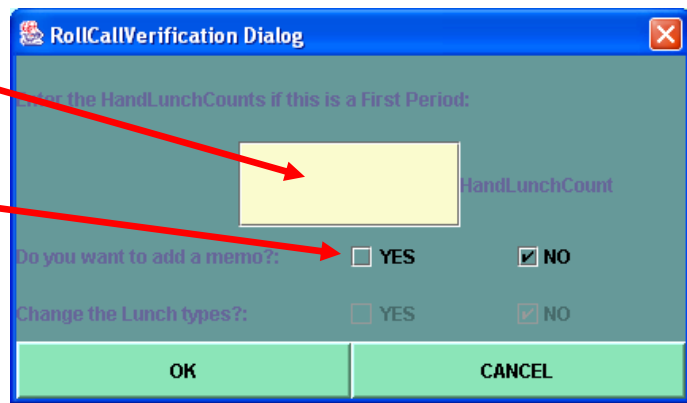 RollCallVerification Dialog
Enter the HandLunchCounts if this is a First Period:
HandLunchCount
Do you want to add a memo?: YES NO
Change the Lunch types?: YES NO
OK CANCEL